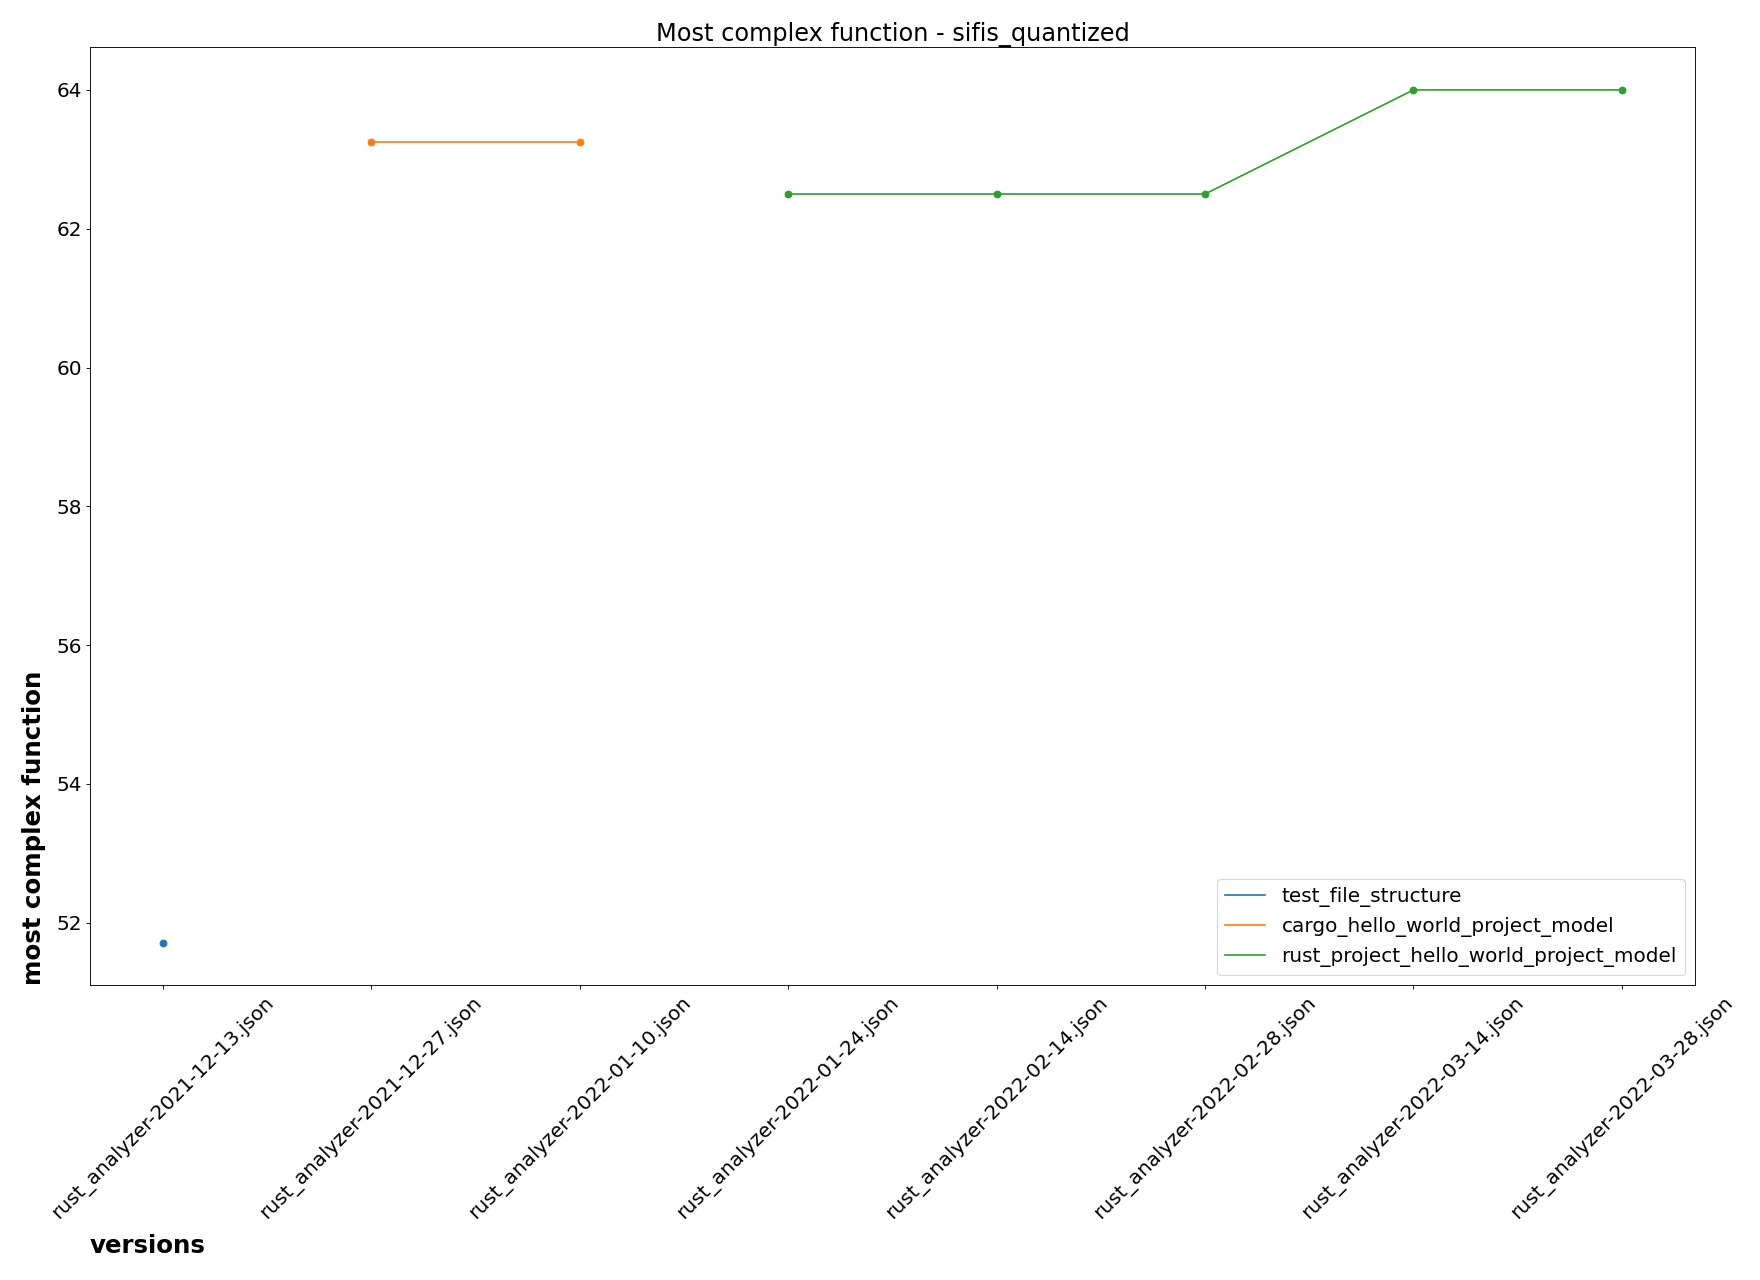 Most complex function - sifis_quantized
64
62
60
58
56
54
52
most complex function
test_file_structure
cargo_hello_world_project_model
rust_project_hello_world_project_model
rust_analyzer-2021-12-13.json
rust_analyzer-2021-12-27.json
rust_analyzer-2022-01-10.json
rust_analyzer-2022-01-24.json
rust_analyzer-2022-02-14.json
rust_analyzer-2022-02-28.json
rust_analyzer-2022-03-14.json
rust_analyzer-2022-03-28.json
versions